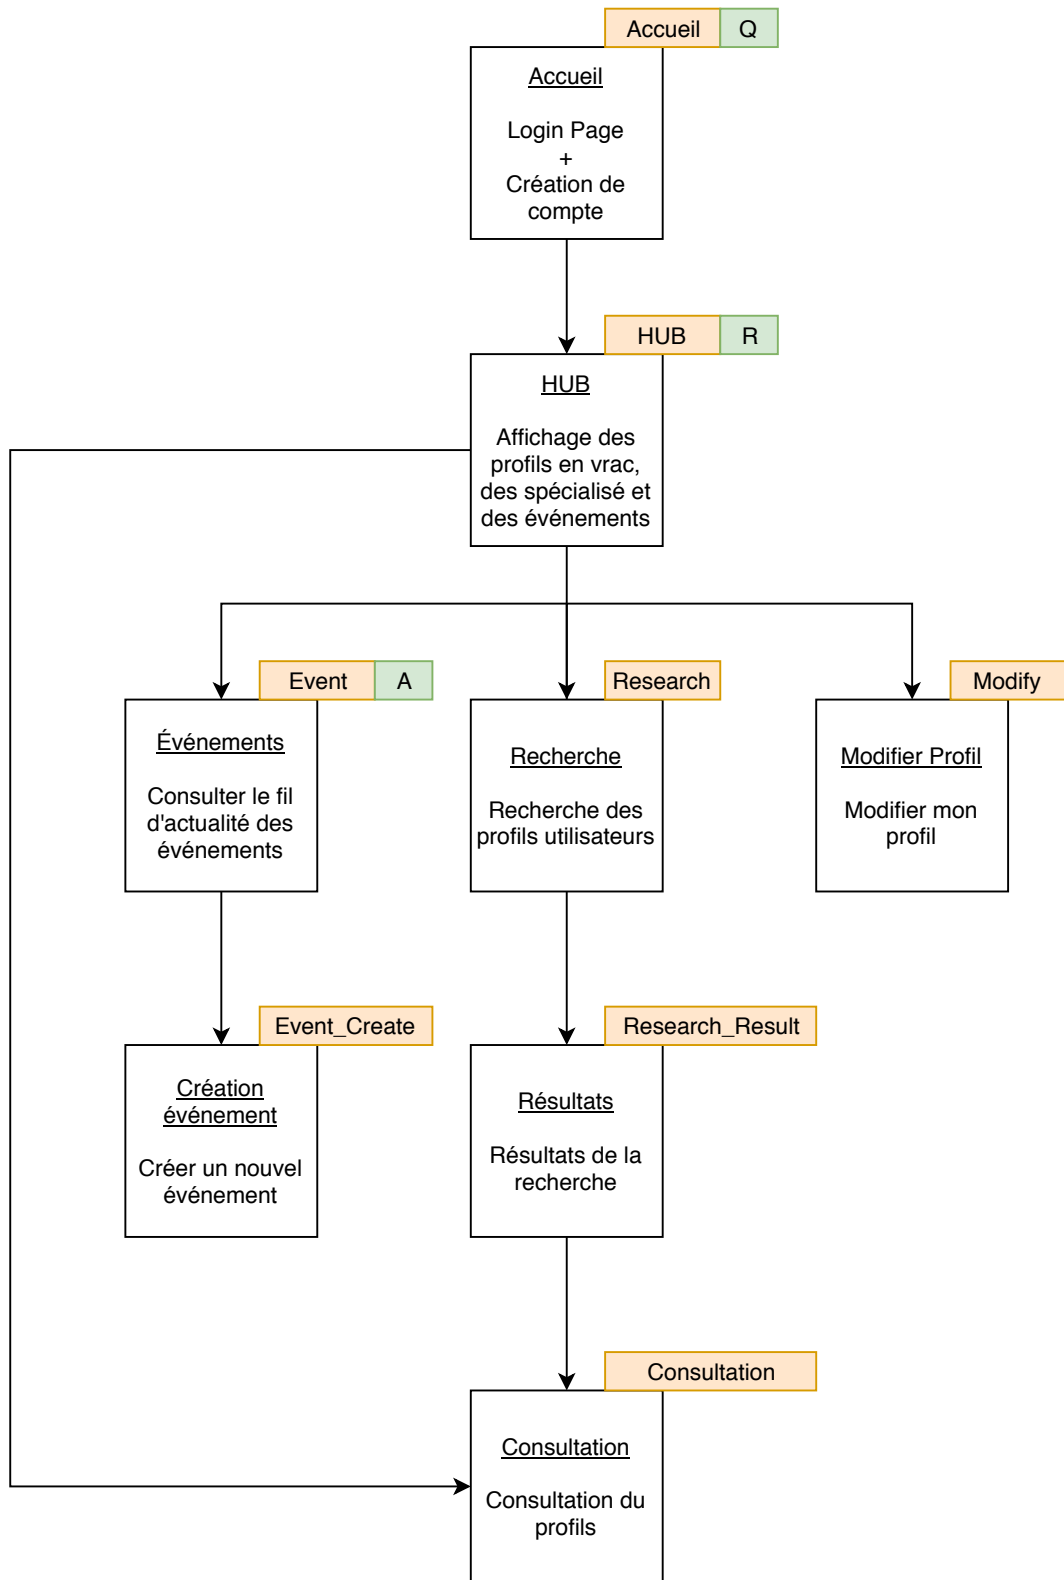 Accueil Q
Accueil
Login Page
+
Création de
compte
HUB R
HUB
Affichage des
profils en vrac,
des spécialisé et
des événements
Event A
Événements
Consulter le fil
d'actualité des
événements
Research
Recherche
Recherche des
profils utilisateurs
Modify
Modifier Profil
Modifier mon
profil
Event_Create
Création
événement
Créer un nouvel
événement
Research_Result
Résultats
Résultats de la
recherche
Consultation
Consultation
Consultation du
profils